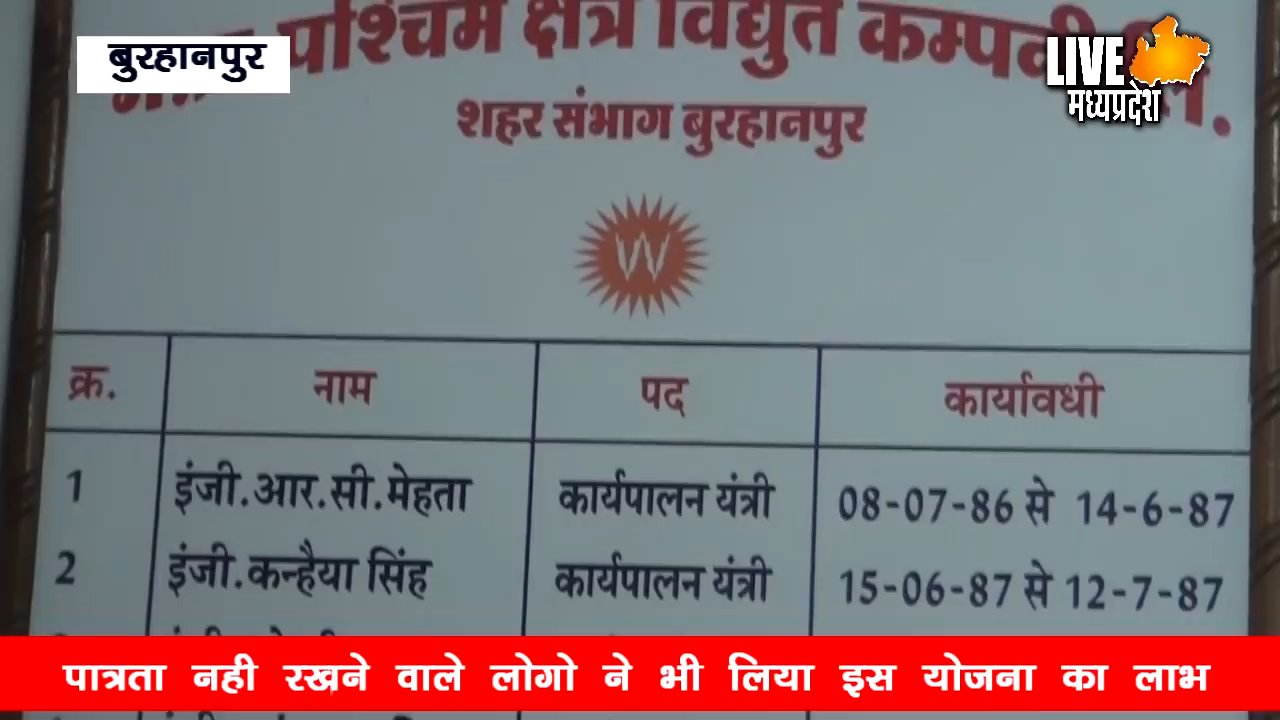 पश्चिम क्षेत्र विद्युत कम्पनी
बुरहानपुर
LIVE
मध्यप्रदेश
शहर संभाग बुरहानपुर
W
क्र. नाम पद कार्यावधी
1 इंजी.आर.सी.मेहता कार्यपालन यंत्री 08-07-86 से 14-6-87
2 इंजी.कन्हैया सिंह कार्यपालन यंत्री 15-06-87 से 12-7-87
पात्रता नही रखने वाले लोगो ने भी लिया इस योजना का लाभ